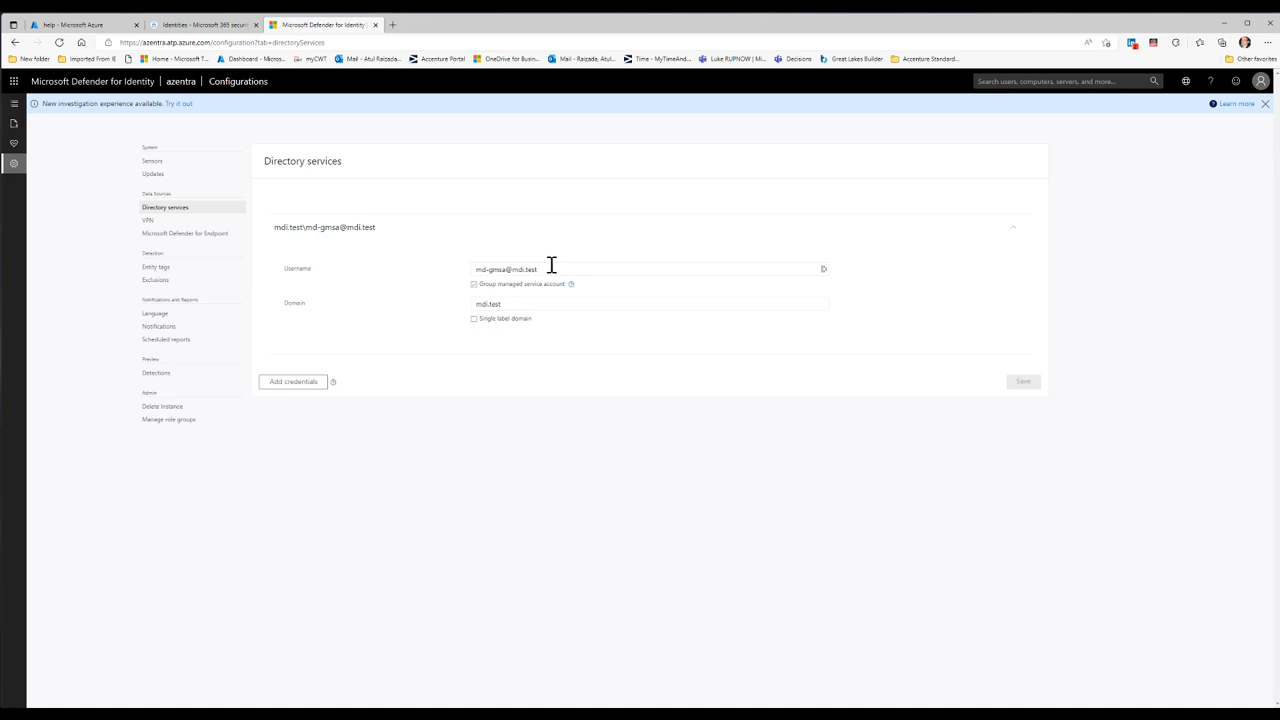 help - Microsoft Azure
Identities - Microsoft 365 securi
Microsoft Defender for Identity
https://azentra.atp.azure.com/configuration?tab=directoryServices
New folder
Imported From IE
Home - Microsoft
Dashboard - Micros...
myCWT
Mail - Atul Raizada...
Accenture Portal
OneDrive for Busin...
Mail - Raizada, Atul...
Time - MyTimeAnd...
Luke RUPNOW | Mi...
Decisions
Great Lakes Builder
Accenture Standard...
Other favorites
Microsoft Defender for Identity | azentra | Configurations
Search users, computers, servers, and more...
New investigation experience available. Try it out
Learn more
System
Sensors
Updates
Data Sources
Directory services
VPN
Microsoft Defender for Endpoint
Detection
Entity tags
Exclusions
Notifications and Reports
Language
Notifications
Scheduled reports
Preview
Detections
Admin
Delete Instance
Manage role groups
Directory services
mdi.test\md-gmsa@mdi.test
Username
md-gmsa@mdi.test
Group managed service account
Domain
mdi.test
Single label domain
Add credentials
Save